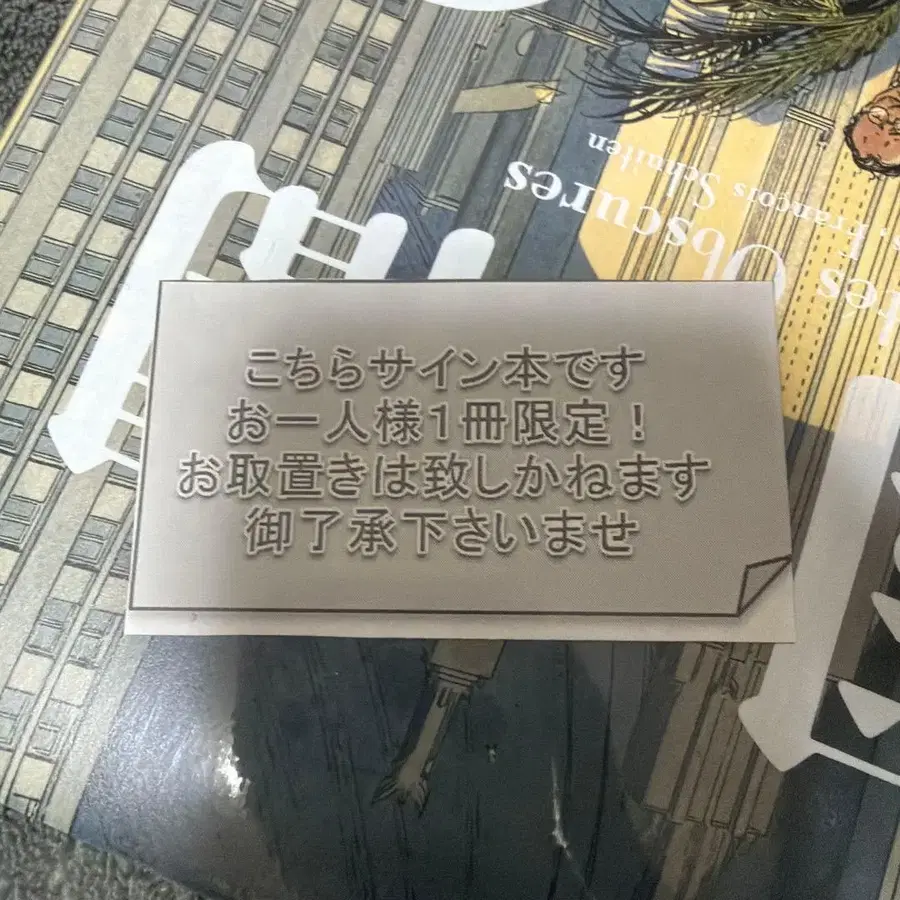 こちらサイン本です
お一人様１冊限定！
お取置きは致しかねます
御了承下さいませ
Obscures
François Schuiten